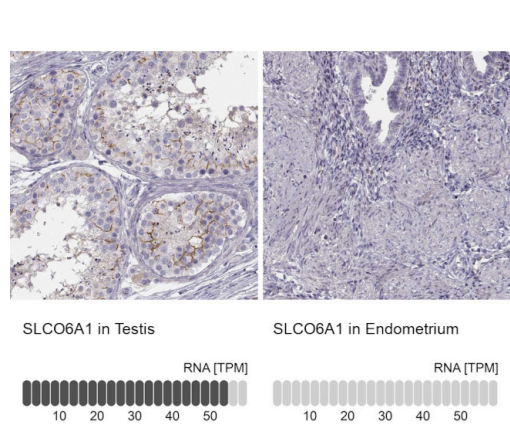 SLCO6A1 in Testis
SLCO6A1 in Endometrium
RNA [TPM]
RNA [TPM]
10 20 30 40 50
10 20 30 40 50